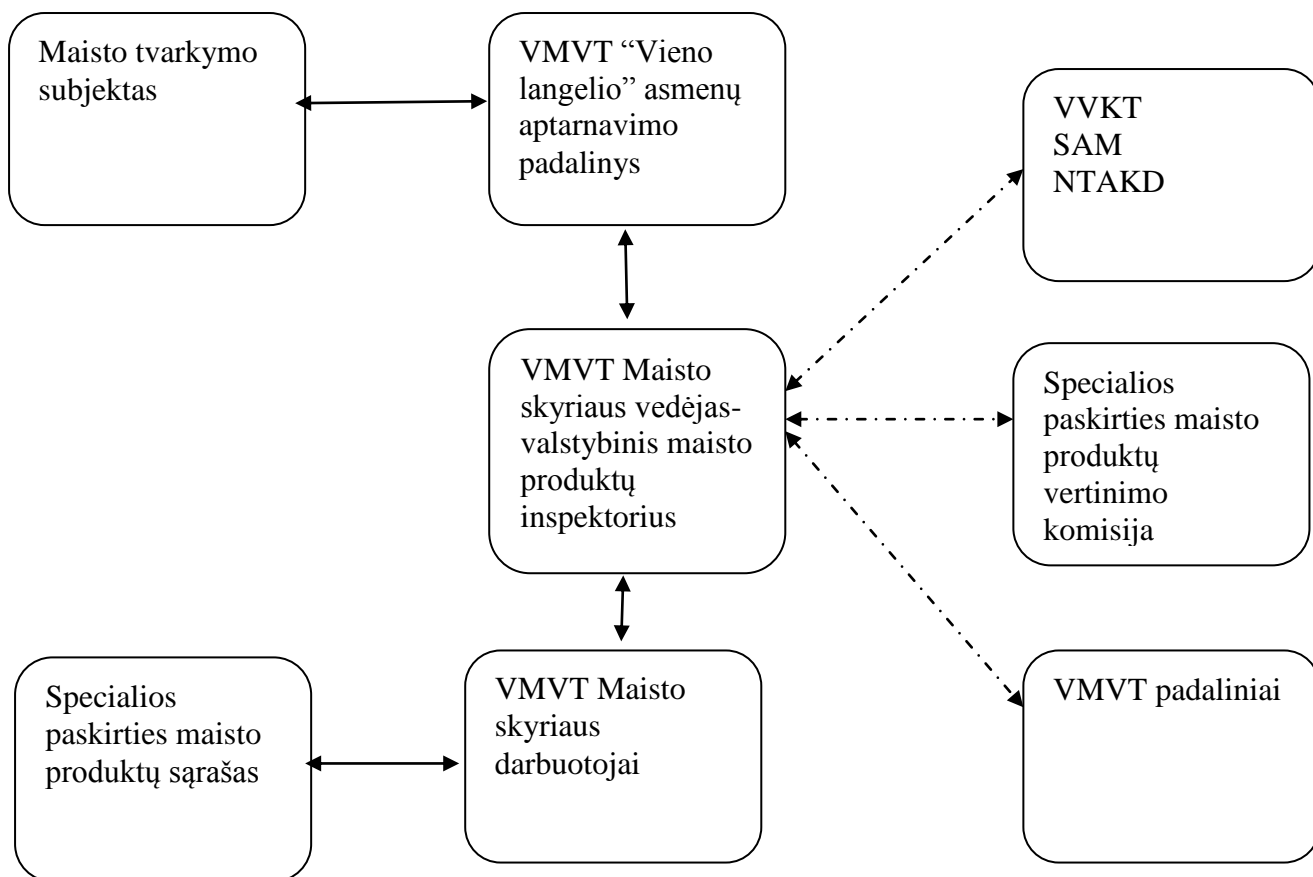 Maisto tvarkymo
subjektas
VMVT “Vieno
langelio” asmenų
aptarnavimo
padalinys
VVKT
SAM
NTAKD
VMVT Maisto
skyriaus vedėjas-
valstybinis maisto
produktų
inspektorius
Specialios
paskirties maisto
produktų
vertinimo
komisija
Specialios
paskirties maisto
produktų sąrašas
VMVT Maisto
skyriaus
darbuotojai
VMVT padaliniai